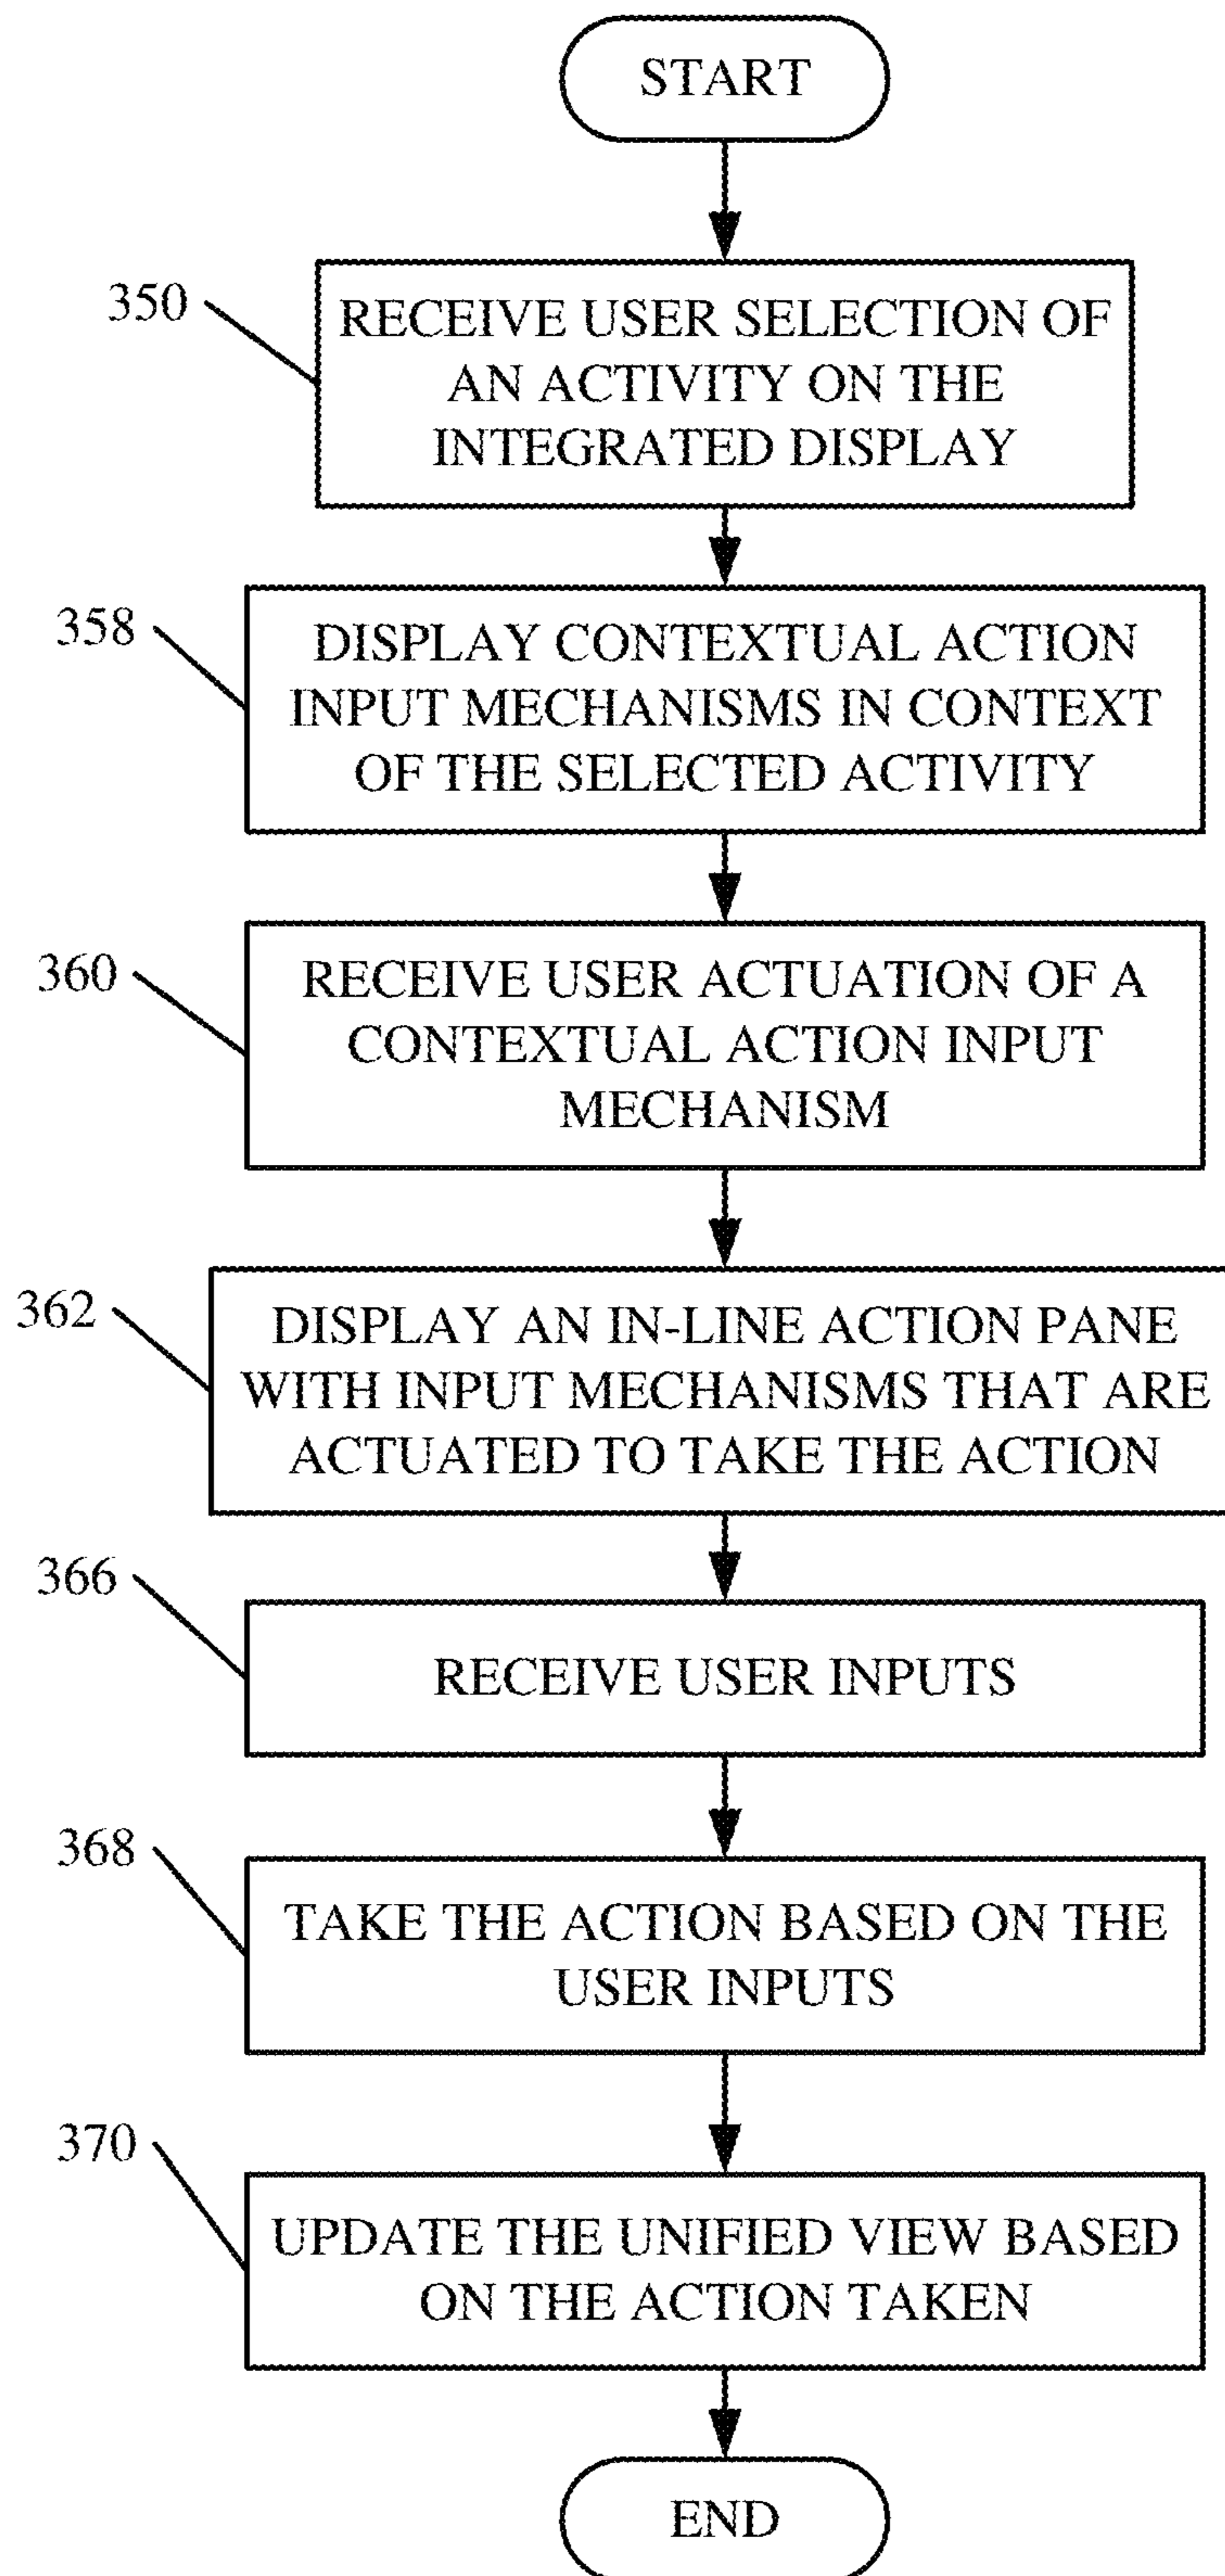 START
350
RECEIVE USER SELECTION OF
AN ACTIVITY ON THE
INTEGRATED DISPLAY
358
DISPLAY CONTEXTUAL ACTION
INPUT MECHANISMS IN CONTEXT
OF THE SELECTED ACTIVITY
360
RECEIVE USER ACTUATION OF A
CONTEXTUAL ACTION INPUT
MECHANISM
362
DISPLAY AN IN-LINE ACTION PANE
WITH INPUT MECHANISMS THAT ARE
ACTUATED TO TAKE THE ACTION
366
RECEIVE USER INPUTS
368
TAKE THE ACTION BASED ON THE
USER INPUTS
370
UPDATE THE UNIFIED VIEW BASED
ON THE ACTION TAKEN
END